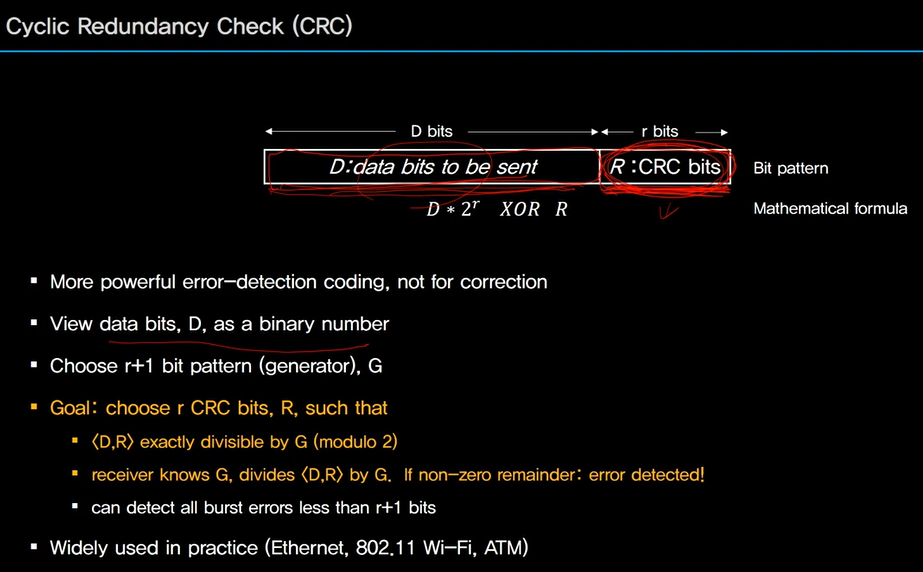 Cyclic Redundancy Check (CRC)
D bits r bits
D:data bits to be sent R :CRC bits Bit pattern
D ∗ 2^r XOR R Mathematical formula
▪ More powerful error-detection coding, not for correction
▪ View data bits, D, as a binary number
▪ Choose r+1 bit pattern (generator), G
▪ Goal: choose r CRC bits, R, such that
▪ ⟨D,R⟩ exactly divisible by G (modulo 2)
▪ receiver knows G, divides ⟨D,R⟩ by G. If non-zero remainder: error detected!
▪ can detect all burst errors less than r+1 bits
▪ Widely used in practice (Ethernet, 802.11 Wi-Fi, ATM)